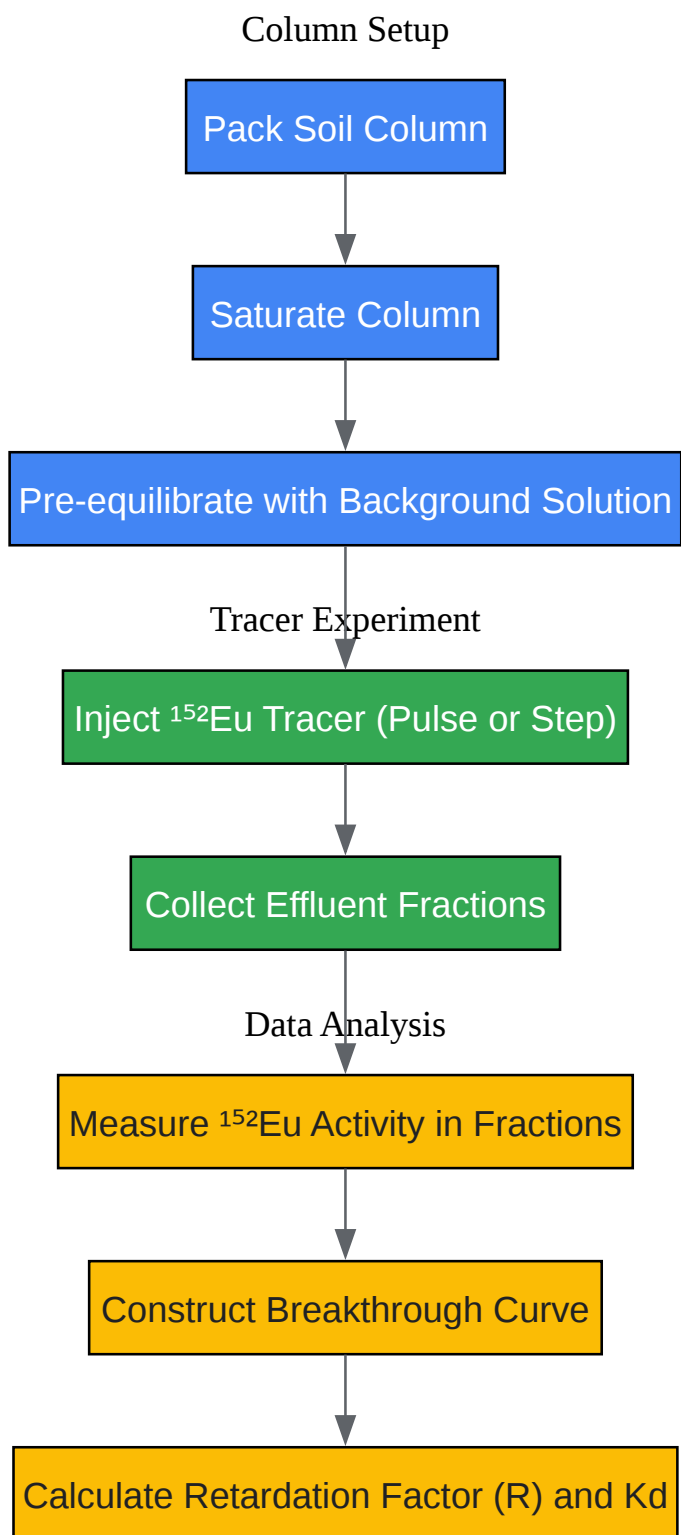 Column Setup
Pack Soil Column
Saturate Column
Pre-equilibrate with Background Solution
Tracer Experiment
Inject ¹⁵²Eu Tracer (Pulse or Step)
Collect Effluent Fractions
Data Analysis
Measure ¹⁵²Eu Activity in Fractions
Construct Breakthrough Curve
Calculate Retardation Factor (R) and Kd